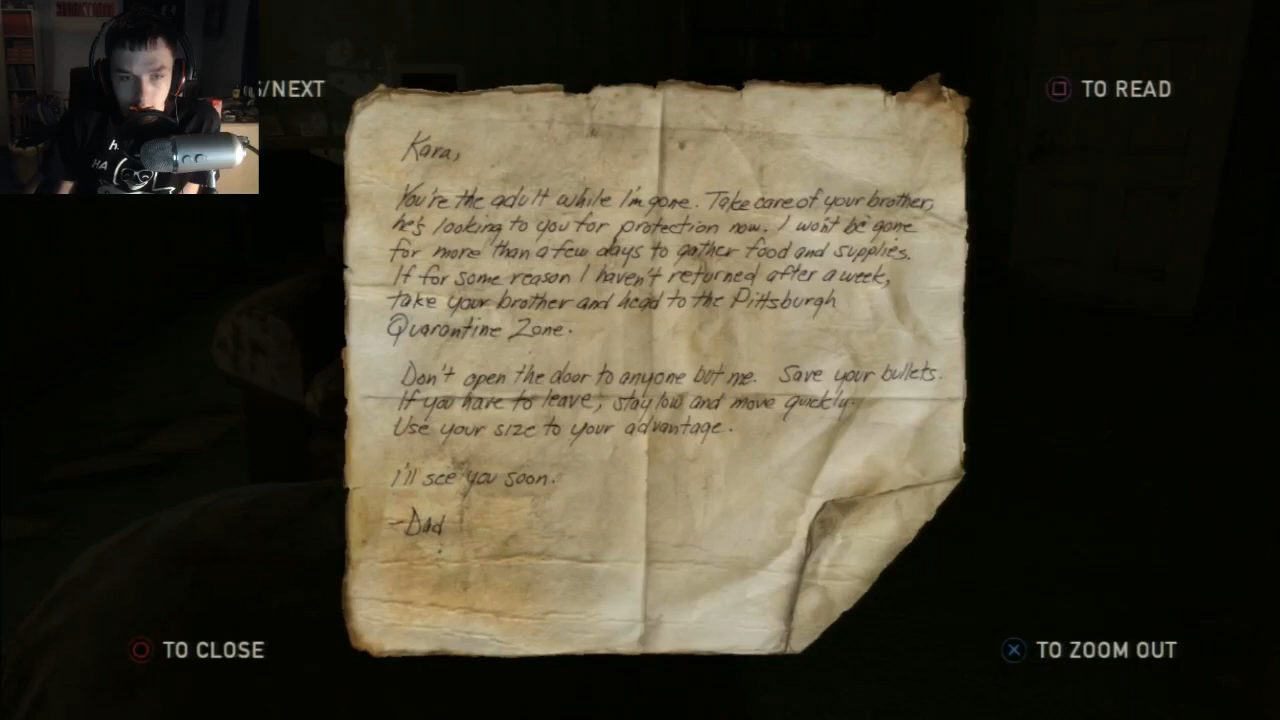 /NEXT
TO READ
HA
Kara,
You're the adult while I'm gone. Take care of your brother,
he's looking to you for protection now. I won't be gone
for more than a few days to gather food and supplies.
If for some reason I haven't returned after a week,
take your brother and head to the Pittsburgh
Quarantine Zone.
Don't open the door to anyone but me. Save your bullets.
If you have to leave, stay low and move quickly.
Use your size to your advantage.
I'll see you soon.
-Dad
TO CLOSE
TO ZOOM OUT